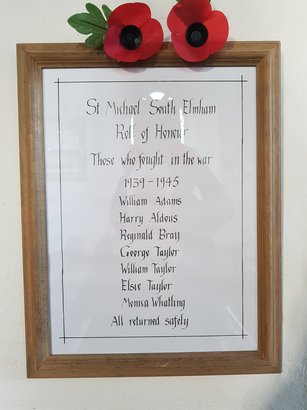 St Michael South Elmham
Roll of Honour
Those who fought in the war
1939-1945
William Adams
Harry Aldous
Reginald Bray
George Taylor
William Taylor
Elsie Taylor
Monica Whatling
All returned safely